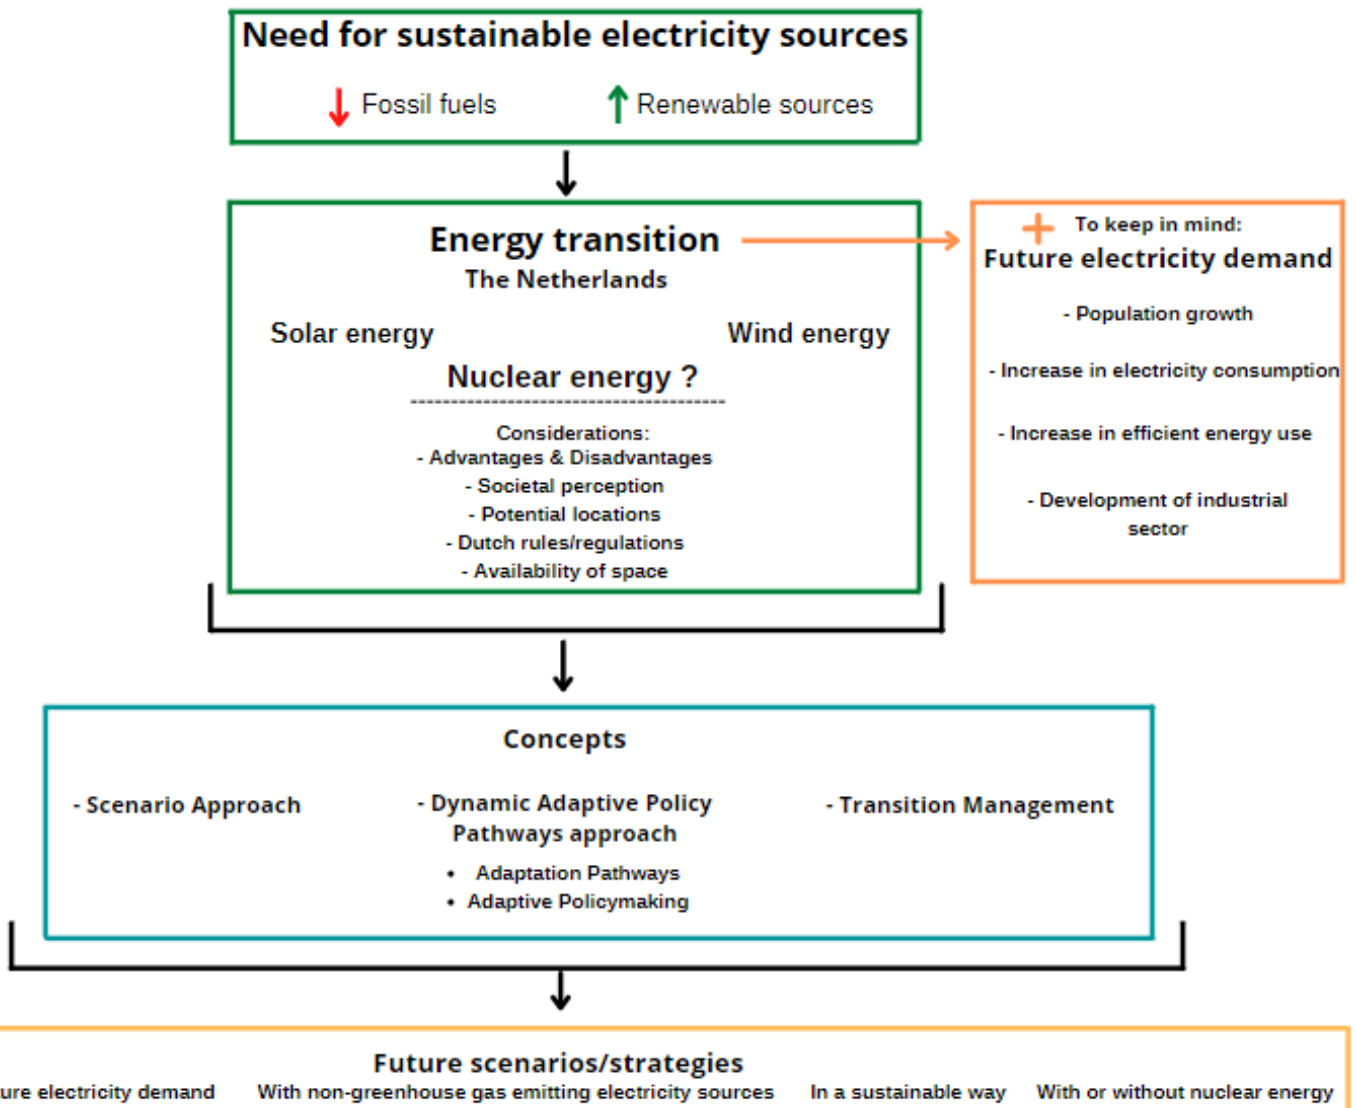 Need for sustainable electricity sources
Fossil fuels
Renewable sources
Energy transition
The Netherlands
Solar energy
Wind energy
Nuclear energy ?
---------------------------------------
Considerations:
- Advantages & Disadvantages
- Societal perception
- Potential locations
- Dutch rules/regulations
- Availability of space
To keep in mind:
Future electricity demand
- Population growth
- Increase in electricity consumption
- Increase in efficient energy use
- Development of industrial
sector
Concepts
- Scenario Approach
- Dynamic Adaptive Policy
Pathways approach
• Adaptation Pathways
• Adaptive Policymaking
- Transition Management
Future scenarios/strategies
electricity demand
With non-greenhouse gas emitting electricity sources
In a sustainable way
With or without nuclear energy